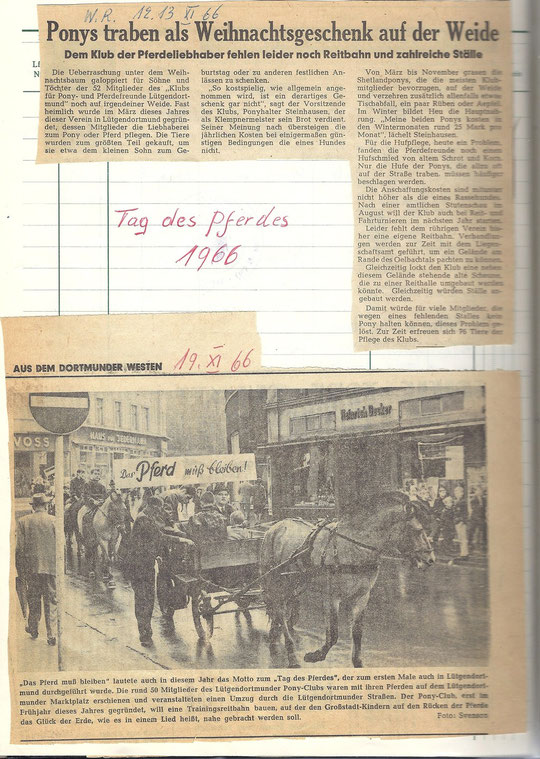 W.R. 12.13 XI 66
Ponys traben als Weihnachtsgeschenk auf der Weide
Dem Klub der Pferdeliebhaber fehlen leider noch Reitbahn und zahlreiche Ställe
Die Ueberraschung unter dem Weih-
nachtsbaum galoppiert für Söhne und
Töchter der 52 Mitglieder des „Klubs
für Pony- und Pferdefreunde Lütgendort-
mund" noch auf irgendeiner Weide. Fast
heimlich wurde im März dieses Jahres
dieser Verein in Lütgendortmund gegrün-
det, dessen Mitglieder die Liebhaberei
zum Pony oder Pferd pflegen. Die Tiere
wurden zum größten Teil gekauft, um
sie etwa dem kleinen Sohn zum Ge-
burtstag oder zu anderen festlichen An-
lässen zu schenken.
„So kostspielig, wie allgemein ange-
nommen wird, ist ein derartiges Ge-
schenk gar nicht", sagt der Vorsitzende
des Klubs, Ponyhalter Steinhausen, der
als Klempnermeister sein Brot verdient.
Seiner Meinung nach übersteigen die
jährlichen Kosten bei einigermaßen gün-
stigen Bedingungen die eines Hundes
nicht.
Von März bis November grasen die
Shetlandponys, die die meisten Klub-
mitglieder bevorzugen, auf der Weide
und verzehren zusätzlich allenfalls etwas
Tischabfall, ein paar Rüben oder Aepfel.
Im Winter bildet Heu die Hauptnah-
rung. „Meine beiden Ponys kosten in
den Wintermonaten rund 25 Mark pro
Monat", lächelt Steinhausen.
Für die Hufpflege, heute ein Problem,
fanden die Pferdefreunde noch einen
Hufschmied von altem Schrot und Korn.
Nur die Hufe der Ponys, die allzu oft
auf der Straße traben, müssen häufiger
beschlagen werden.
Die Anschaffungskosten sind mitunter
nicht höher als die eines Rassehundes.
Nach einer amtlichen Stutenschau im
August will der Klub auch bei Reit- und
Fahrturnieren im nächsten Jahr starten.
Leider fehlt dem rührigen Verein bis-
her eine eigene Reitbahn. Verhandlun-
gen werden zur Zeit mit dem Liegen-
schaftsamt geführt, um ein Gelände am
Rande des Oelbachtals pachten zu können.
Gleichzeitig lockt den Klub eine neben
diesem Gelände stehende alte Scheune,
die zu einer Reithalle umgebaut werden
könnte. Gleichzeitig würden Ställe an-
gebaut werden.
Damit würde für viele Mitglieder, die
wegen eines fehlenden Stalles kein
Pony halten können, dieses Problem ge-
löst. Zur Zeit erfreuen sich 76 Tiere der
Pflege des Klubs.
Tag des Pferdes
1966
AUS DEM DORTMUNDER WESTEN
19. XI 66
VOSS
HAUS DER
Heinrich Becker
Das Pferd muß bleiben!
„Das Pferd muß bleiben" lautete auch in diesem Jahr das Motto zum „Tag des Pferdes", der zum ersten Male auch in Lütgendort-
mund durchgeführt wurde. Die rund 50 Mitglieder des Lütgendortmunder Pony-Clubs waren mit ihren Pferden auf dem Lütgendort-
munder Marktplatz erschienen und veranstalteten einen Umzug durch die Lütgendortmunder Straßen. Der Pony-Club, erst im
Frühjahr dieses Jahres gegründet, will eine Trainingsreitbahn bauen, auf der den Großstadt-Kindern auf den Rücken der Pferde
das Glück der Erde, wie es in einem Lied heißt, nahe gebracht werden soll.
Foto: Svenson